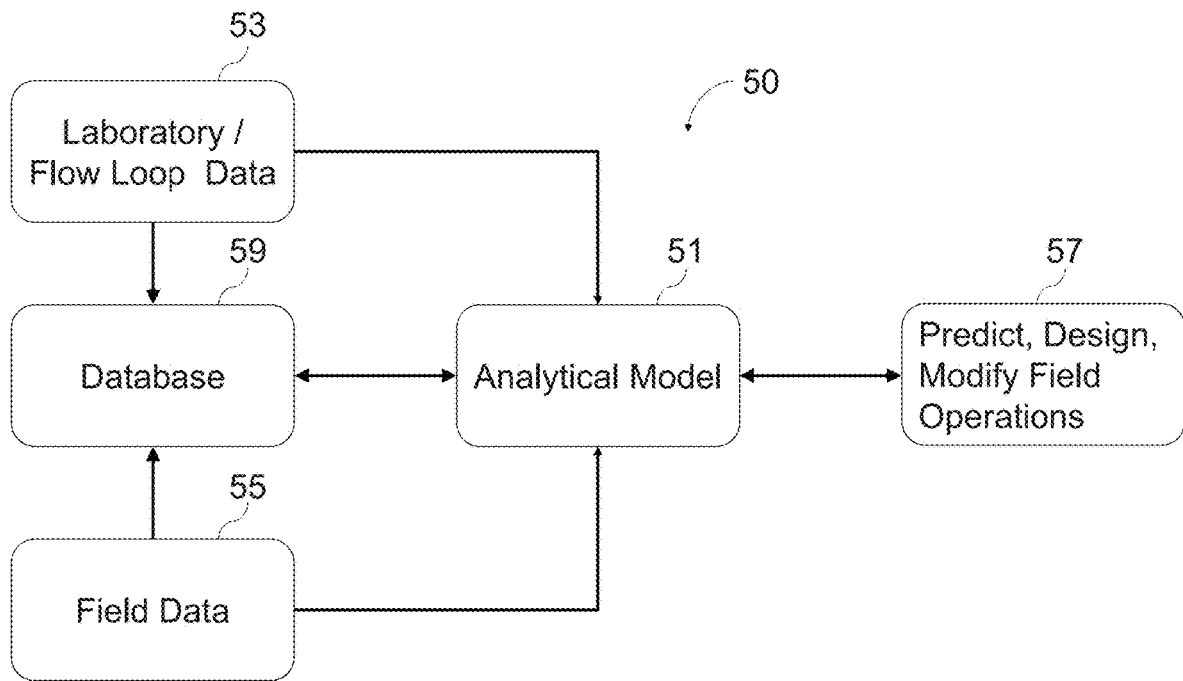 53
Laboratory /
Flow Loop Data
50
59
Database
51
Analytical Model
57
Predict, Design,
Modify Field
Operations
55
Field Data